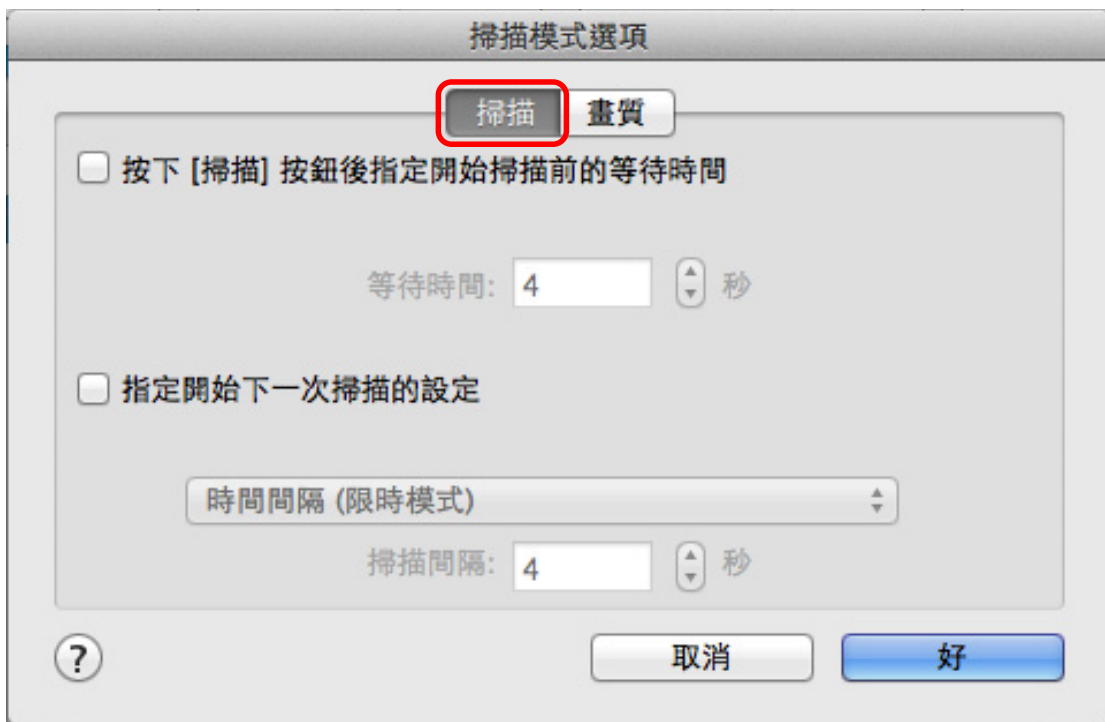 掃描模式選項
掃描 畫質
按下 [掃描] 按鈕後指定開始掃描前的等待時間
等待時間: 4 秒
指定開始下一次掃描的設定
時間間隔 (限時模式)
掃描間隔: 4 秒
? 取消 好